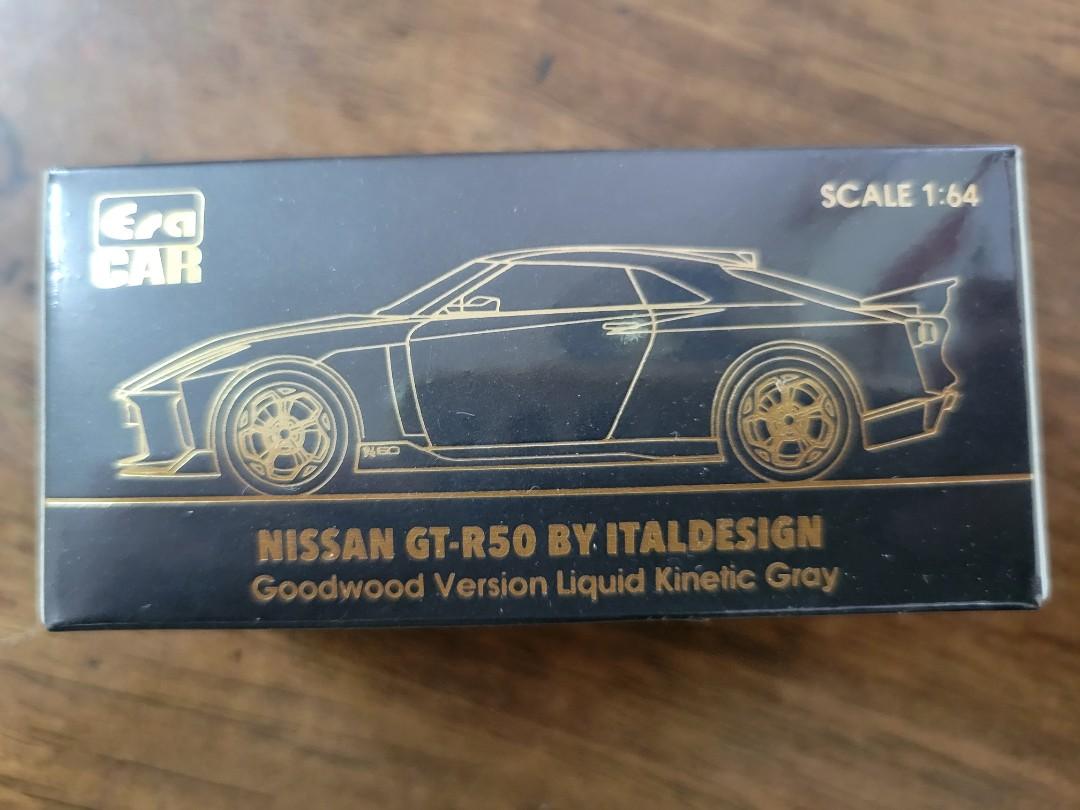 Era
CAR
SCALE 1:64
NISSAN GT-R50 BY ITALDESIGN
Goodwood Version Liquid Kinetic Gray